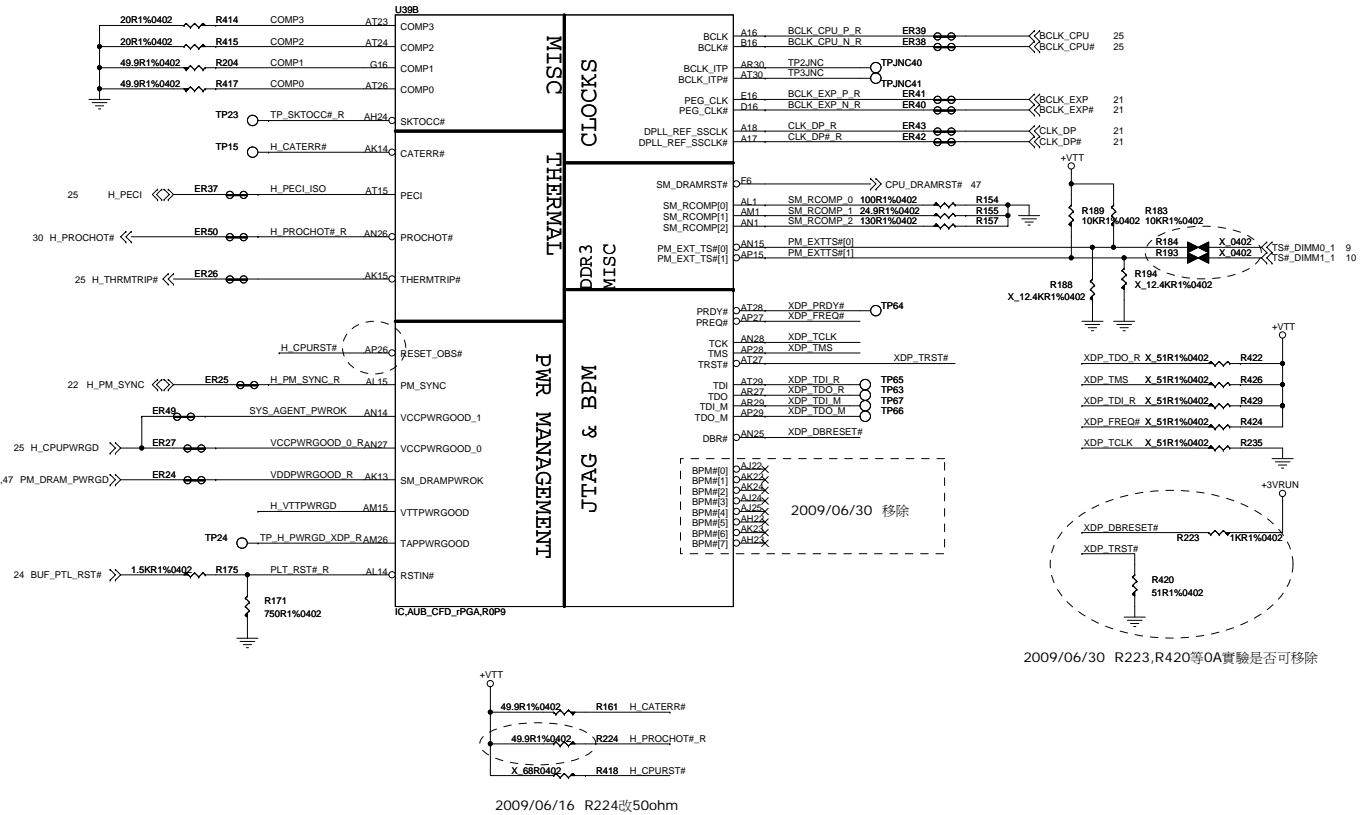 U39B
20R1%0402 R414 COMP3 AT23 COMP3
20R1%0402 R415 COMP2 AT24 COMP2
49.9R1%0402 R204 COMP1 G16 COMP1
49.9R1%0402 R417 COMP0 AT26 COMP0
TP23 TP_SKTOCC#_R AH24 SKTOCC#
TP15 H_CATERR# AK14 CATERR#
25 H_PECI ER37 H_PECI_ISO AT15 PECI
30 H_PROCHOT# ER50 H_PROCHOT#_R AN26 PROCHOT#
25 H_THRMTRIP# ER26 AK15 THERMTRIP#
H_CPURST# AP26 RESET_OBS#
22 H_PM_SYNC ER25 H_PM_SYNC_R AL15 PM_SYNC
ER49 SYS_AGENT_PWROK AN14 VCCPWRGOOD_1
25 H_CPUPWRGD ER27 VCCPWRGOOD_0_R AN27 VCCPWRGOOD_0
,47 PM_DRAM_PWRGD ER24 VDDPWRGOOD_R AK13 SM_DRAMPWROK
H_VTTPWRGD AM15 VTTPWRGOOD
TP24 TP_H_PWRGD_XDP_R AM26 TAPPWRGOOD
24 BUF_PTL_RST# 1.5KR1%0402 R175 PLT_RST#_R AL14 RSTIN#
R171
750R1%0402
IC,AUB_CFD_rPGA,R0P9
MISC
THERMAL
PWR MANAGEMENT
CLOCKS
DDR3
MISC
JTAG & BPM
BCLK A16 BCLK_CPU_P_R ER39 BCLK_CPU 25
BCLK# B16 BCLK_CPU_N_R ER38 BCLK_CPU# 25
BCLK_ITP AR30 TP2JNC TPJNC40
BCLK_ITP# AT30 TP3JNC TPJNC41
PEG_CLK E16 BCLK_EXP_P_R ER41 BCLK_EXP 21
PEG_CLK# D16 BCLK_EXP_N_R ER40 BCLK_EXP# 21
DPLL_REF_SSCLK A18 CLK_DP_R ER43 CLK_DP 21
DPLL_REF_SSCLK# A17 CLK_DP#_R ER42 CLK_DP# 21
SM_DRAMRST# F6 CPU_DRAMRST# 47
SM_RCOMP[0] AL1 SM_RCOMP_0 100R1%0402 R154
SM_RCOMP[1] AM1 SM_RCOMP_1 24.9R1%0402 R155
SM_RCOMP[2] AN1 SM_RCOMP_2 130R1%0402 R157
PM_EXT_TS#[0] AN15 PM_EXTTS#[0]
PM_EXT_TS#[1] AP15 PM_EXTTS#[1]
+VTT
R189
10KR1%0402
R183
10KR1%0402
R184 X_0402 TS#_DIMM0_1 9
R193 X_0402 TS#_DIMM1_1 10
R188
X_12.4KR1%0402
R194
X_12.4KR1%0402
PRDY# AT28 XDP_PRDY# TP64
PREQ# AP27 XDP_FREQ#
TCK AN28 XDP_TCLK
TMS AP28 XDP_TMS
TRST# AT27 XDP_TRST#
TDI AT29 XDP_TDI_R TP65
TDO AR27 XDP_TDO_R TP63
TDI_M AR29 XDP_TDI_M TP67
TDO_M AP29 XDP_TDO_M TP66
DBR# AN25 XDP_DBRESET#
BPM#[0] AJ22
BPM#[1] AK22
BPM#[2] AK24
BPM#[3] AJ24
BPM#[4] AJ25
BPM#[5] AH22
BPM#[6] AK23
BPM#[7] AH23
2009/06/30 移除
+VTT
XDP_TDO_R X_51R1%0402 R422
XDP_TMS X_51R1%0402 R426
XDP_TDI_R X_51R1%0402 R429
XDP_FREQ# X_51R1%0402 R424
XDP_TCLK X_51R1%0402 R235
+3VRUN
XDP_DBRESET# R223 1KR1%0402
XDP_TRST#
R420
51R1%0402
2009/06/30 R223,R420等0A實驗是否可移除
+VTT
49.9R1%0402 R161 H_CATERR#
49.9R1%0402 R224 H_PROCHOT#_R
X_68R0402 R418 H_CPURST#
2009/06/16 R224改50ohm